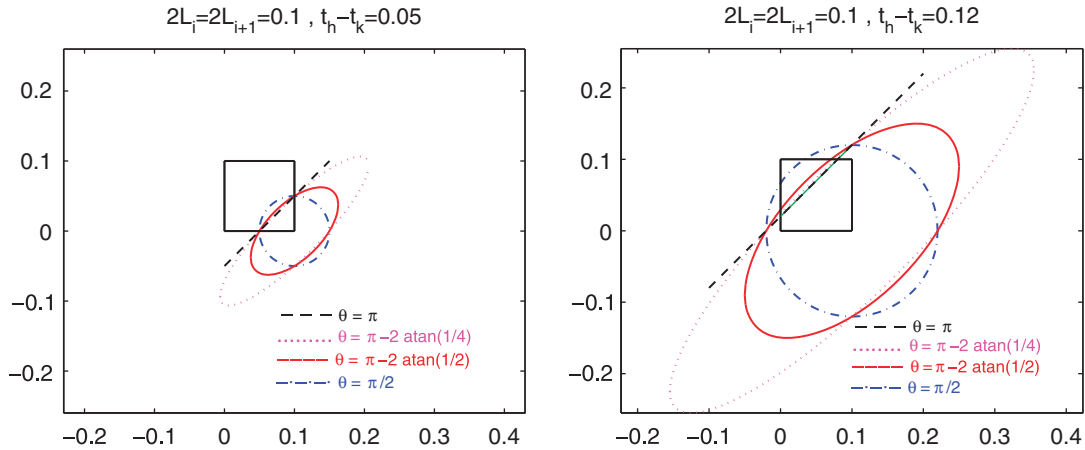 2L_i=2L_{i+1}=0.1 , t_h−t_k=0.05
0.2
0.1
0
−0.1
−0.2
−0.2 −0.1 0 0.1 0.2 0.3 0.4
θ = π
θ = π−2 atan(1/4)
θ = π−2 atan(1/2)
θ = π/2
2L_i=2L_{i+1}=0.1 , t_h−t_k=0.12
0.2
0.1
0
−0.1
−0.2
−0.2 −0.1 0 0.1 0.2 0.3 0.4
θ = π
θ = π−2 atan(1/4)
θ = π−2 atan(1/2)
θ = π/2